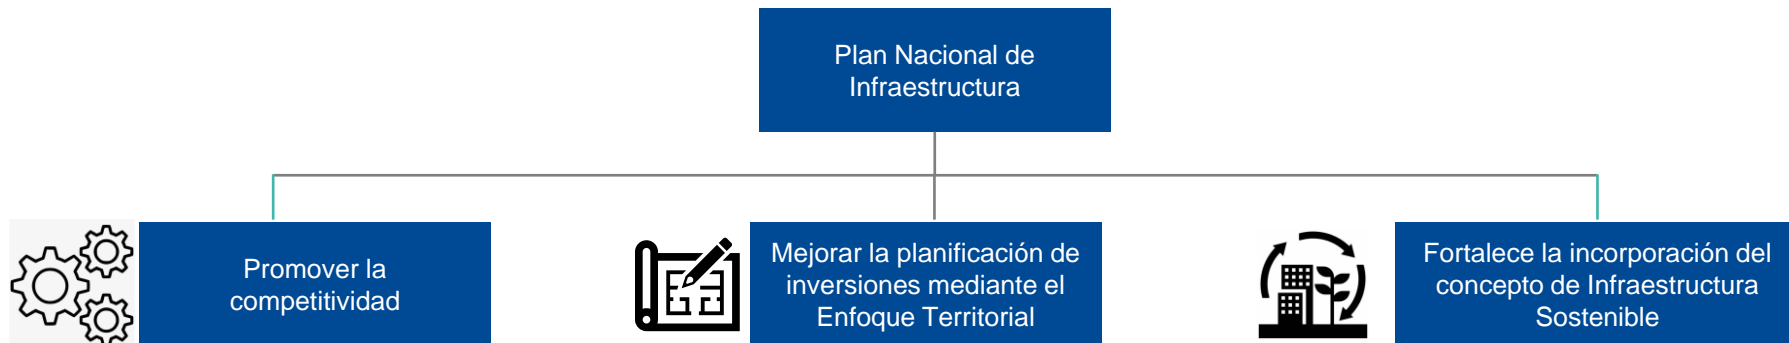 Plan Nacional de
Infraestructura
Promover la
competitividad
Mejorar la planificación de
inversiones mediante el
Enfoque Territorial
Fortalece la incorporación del
concepto de Infraestructura
Sostenible